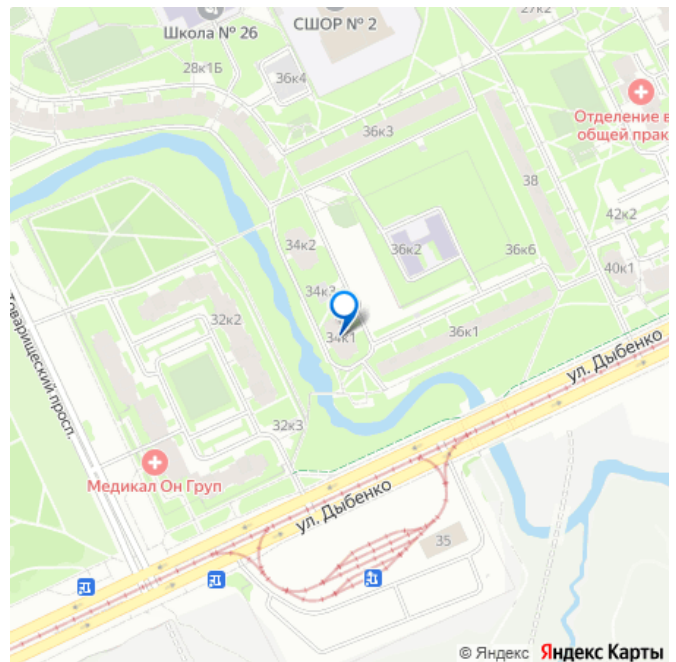 27к2
Школа № 26
СШОР № 2
28к1Б
36к4
Отделение в
общей прак
36к3
38
42к2
34к2
36к2
36к6
40к1
34к3
32к2
34к1
36к1
Товарищеский просп.
ул. Дыбенко
32к3
Медикал Он Груп
ул. Дыбенко
35
© Яндекс Яндекс Карты